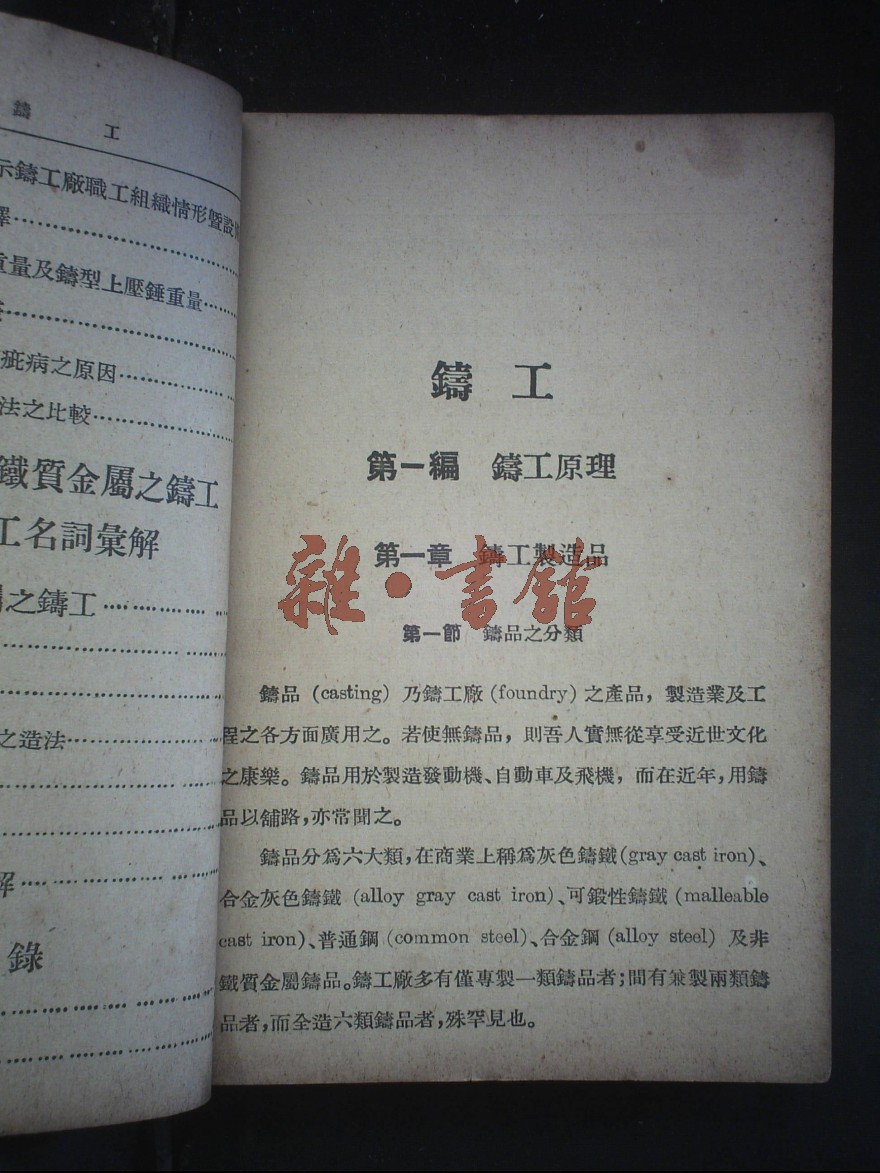 鑄 工
示鑄工廠職工組織情形暨設
擇
重量及鑄型上壓錘重量
疵病之原因
法之比較
鐵質金屬之鑄工
工名詞彙解
之鑄工
之造法
解
錄
鑄 工
第一編 鑄工原理
第一章 鑄工製造品
第一節 鑄品之分類
雜·書館
鑄品 (casting) 乃鑄工廠 (foundry) 之產品，製造業及工
程之各方面廣用之。若使無鑄品，則吾人實無從享受近世文化
之康樂。鑄品用於製造發動機、自動車及飛機，而在近年，用鑄
品以舖路，亦常聞之。
鑄品分爲六大類，在商業上稱爲灰色鑄鐵 (gray cast iron)、
合金灰色鑄鐵 (alloy gray cast iron)、可鍛性鑄鐵 (malleable
cast iron)、普通鋼 (common steel)、合金鋼 (alloy steel) 及非
鐵質金屬鑄品。鑄工廠多有僅專製一類鑄品者；間有兼製兩類鑄
品者，而全造六類鑄品者，殊罕見也。